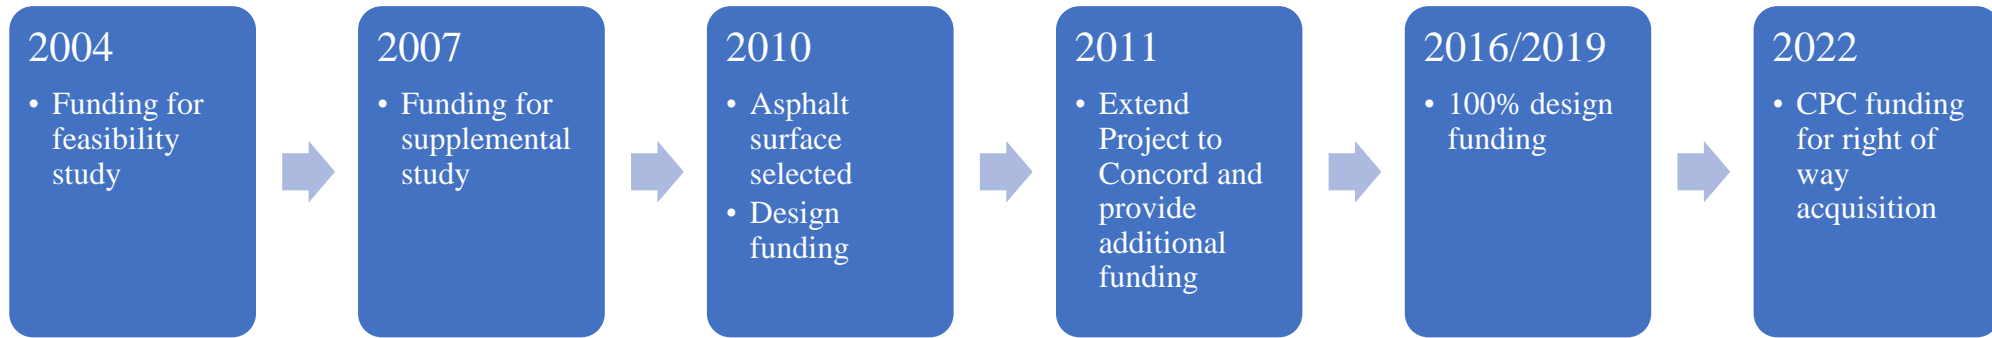 2004
• Funding for
feasibility
study
2007
• Funding for
supplemental
study
2010
• Asphalt
surface
selected
• Design
funding
2011
• Extend
Project to
Concord and
provide
additional
funding
2016/2019
• 100% design
funding
2022
• CPC funding
for right of
way
acquisition